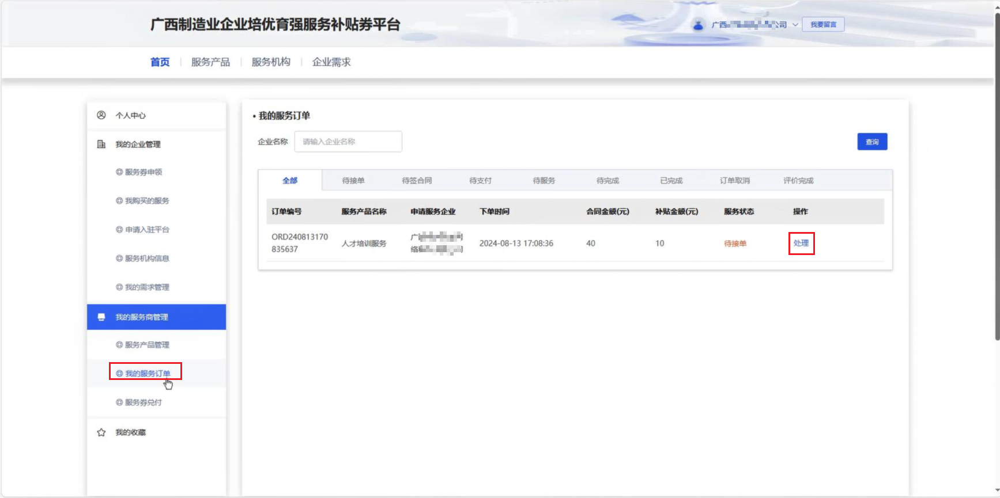 广西制造业企业培优育强服务补贴券平台
广西 公司
我要留言
首页
服务产品
服务机构
企业需求
个人中心
我的企业管理
服务券申领
我购买的服务
申请入驻平台
服务机构信息
我的需求管理
我的服务商管理
服务产品管理
我的服务订单
服务券兑付
我的收藏
• 我的服务订单
企业名称 请输入企业名称
查询
全部 待接单 待签合同 待支付 待服务 待完成 已完成 订单取消 评价完成
订单编号 服务产品名称 申请服务企业 下单时间 合同金额(元) 补贴金额(元) 服务状态 操作
ORD240813170
835637
人才培训服务
广
络
2024-08-13 17:08:36
40
10
待接单
处理